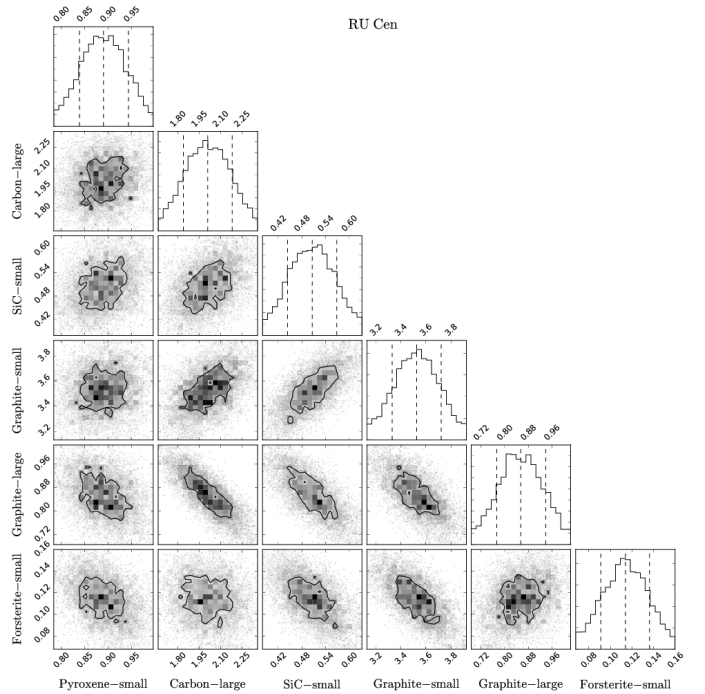 0.80 0.85 0.90 0.95
RU Cen
1.80 1.95 2.10 2.25
Carbon−large
2.25
2.10
1.95
1.80
0.42 0.48 0.54 0.60
SiC−small
0.60
0.54
0.48
0.42
3.2 3.4 3.6 3.8
Graphite−small
3.8
3.6
3.4
3.2
0.72 0.80 0.88 0.96
Graphite−large
0.96
0.88
0.80
0.72
Forsterite−small
0.16
0.14
0.12
0.10
0.08
0.80 0.85 0.90 0.95 1.80 1.95 2.10 2.25 0.42 0.48 0.54 0.60 3.2 3.4 3.6 3.8 0.72 0.80 0.88 0.96 0.08 0.10 0.12 0.14 0.16
Pyroxene−small Carbon−large SiC−small Graphite−small Graphite−large Forsterite−small